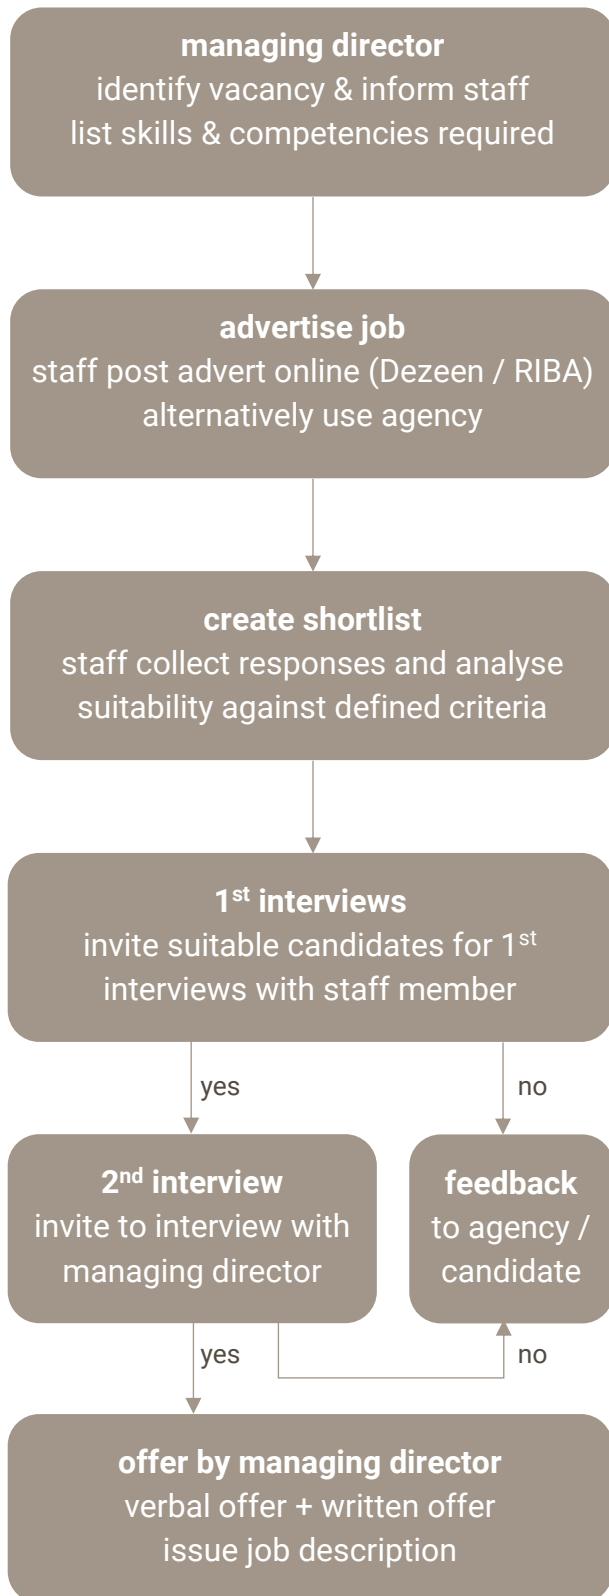 managing director
identify vacancy & inform staff
list skills & competencies required
advertise job
staff post advert online (Dezeen / RIBA)
alternatively use agency
create shortlist
staff collect responses and analyse
suitability against defined criteria
1st interviews
invite suitable candidates for 1st
interviews with staff member
yes
no
2nd interview
invite to interview with
managing director
feedback
to agency /
candidate
yes
no
offer by managing director
verbal offer + written offer
issue job description